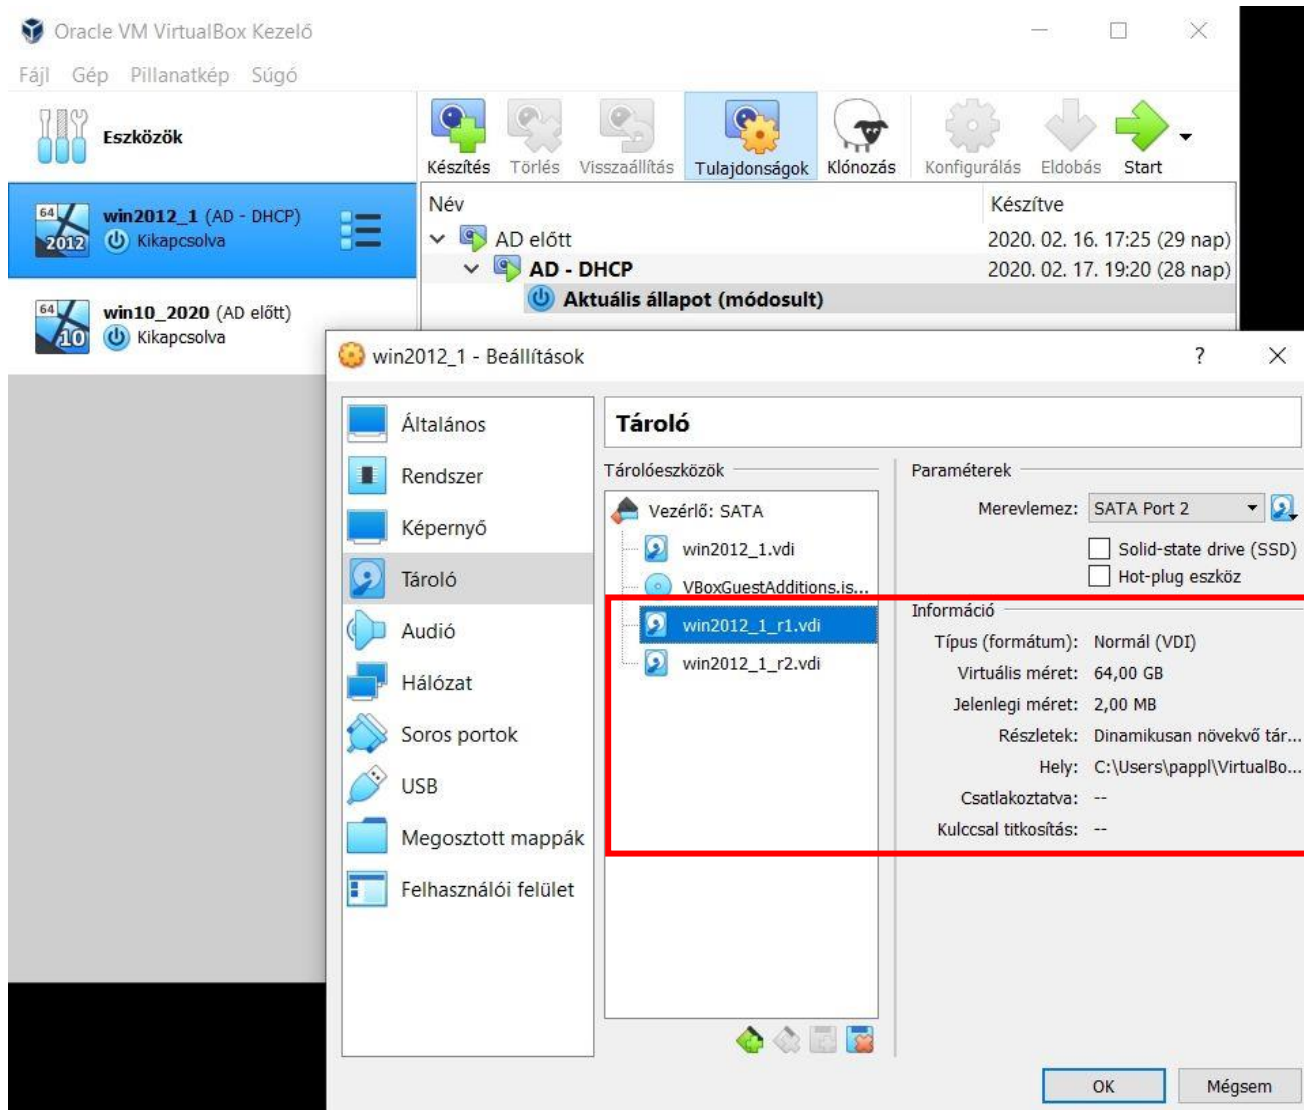 Oracle VM VirtualBox Kezelő
Fájl Gép Pillanatkép Súgó
Eszközök
Készítés Törlés Visszaállítás Tulajdonságok Klónozás Konfigurálás Eldobás Start
64
2012
win2012_1 (AD - DHCP)
Kikapcsolva
64
10
win10_2020 (AD előtt)
Kikapcsolva
Név Készítve
AD előtt 2020. 02. 16. 17:25 (29 nap)
AD - DHCP 2020. 02. 17. 19:20 (28 nap)
Aktuális állapot (módosult)
win2012_1 - Beállítások ?
Általános
Rendszer
Képernyő
Tároló
Audió
Hálózat
Soros portok
USB
Megosztott mappák
Felhasználói felület
Tároló
Tárolóeszközök
Vezérlő: SATA
win2012_1.vdi
VBoxGuestAdditions.is...
win2012_1_r1.vdi
win2012_1_r2.vdi
Paraméterek
Merevlemez: SATA Port 2
Solid-state drive (SSD)
Hot-plug eszköz
Információ
Típus (formátum): Normál (VDI)
Virtuális méret: 64,00 GB
Jelenlegi méret: 2,00 MB
Részletek: Dinamikusan növekvő tár...
Hely: C:\Users\pappl\VirtualBo...
Csatlakoztatva: --
Kulccsal titkosítás: --
OK Mégsem